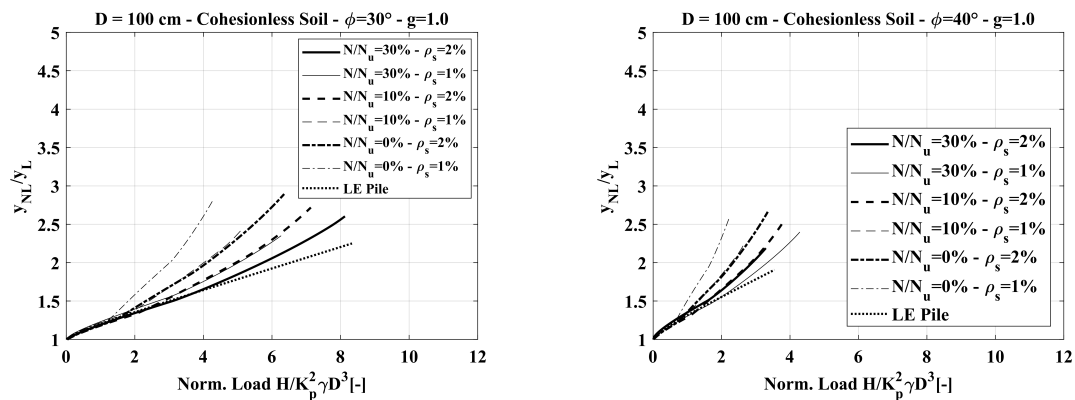 D = 100 cm - Cohesionless Soil - ϕ=30° - g=1.0
5
4.5
4
3.5
3
2.5
2
1.5
1
y_NL/y_L
N/N_u=30% - ρ_s=2%
N/N_u=30% - ρ_s=1%
N/N_u=10% - ρ_s=2%
N/N_u=10% - ρ_s=1%
N/N_u=0% - ρ_s=2%
N/N_u=0% - ρ_s=1%
LE Pile
0 2 4 6 8 10 12
Norm. Load H/K_p^2 γD^3[-]
D = 100 cm - Cohesionless Soil - ϕ=40° - g=1.0
5
4.5
4
3.5
3
2.5
2
1.5
1
y_NL/y_L
N/N_u=30% - ρ_s=2%
N/N_u=30% - ρ_s=1%
N/N_u=10% - ρ_s=2%
N/N_u=10% - ρ_s=1%
N/N_u=0% - ρ_s=2%
N/N_u=0% - ρ_s=1%
LE Pile
0 2 4 6 8 10 12
Norm. Load H/K_p^2 γD^3[-]